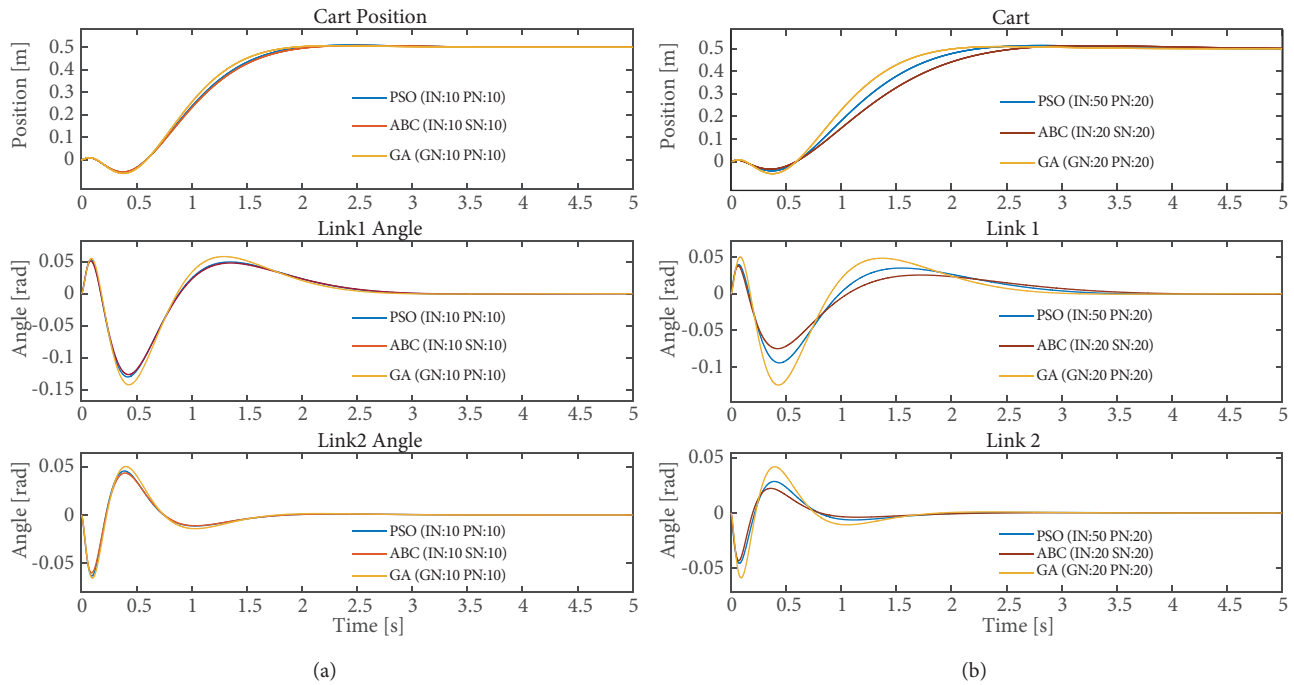 Cart Position
Position [m]
0.5
0.4
0.3
0.2
0.1
0
PSO (IN:10 PN:10)
ABC (IN:10 SN:10)
GA (GN:10 PN:10)
0 0.5 1 1.5 2 2.5 3 3.5 4 4.5 5
Link1 Angle
Angle [rad]
0.05
0
-0.05
-0.1
-0.15
PSO (IN:10 PN:10)
ABC (IN:10 SN:10)
GA (GN:10 PN:10)
0 0.5 1 1.5 2 2.5 3 3.5 4 4.5 5
Link2 Angle
Angle [rad]
0.05
0
-0.05
PSO (IN:10 PN:10)
ABC (IN:10 SN:10)
GA (GN:10 PN:10)
0 0.5 1 1.5 2 2.5 3 3.5 4 4.5 5
Time [s]
(a)
Cart
Position [m]
0.5
0.4
0.3
0.2
0.1
0
PSO (IN:50 PN:20)
ABC (IN:20 SN:20)
GA (GN:20 PN:20)
0 0.5 1 1.5 2 2.5 3 3.5 4 4.5 5
Link 1
Angle [rad]
0.05
0
-0.05
-0.1
PSO (IN:50 PN:20)
ABC (IN:20 SN:20)
GA (GN:20 PN:20)
0 0.5 1 1.5 2 2.5 3 3.5 4 4.5 5
Link 2
Angle [rad]
0.05
0
-0.05
PSO (IN:50 PN:20)
ABC (IN:20 SN:20)
GA (GN:20 PN:20)
0 0.5 1 1.5 2 2.5 3 3.5 4 4.5 5
Time [s]
(b)